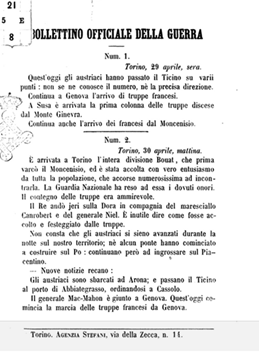 21
5
E
8
BOLLETTINO OFFICIALE DELLA GUERRA
Num. 1.
Torino, 29 aprile, sera.
Quest'oggi gli austriaci hanno passato il Ticino su varii
punti: non se ne conosce il numero, nè la precisa direzione.
Continua a Genova l'arrivo di truppe francesi.
A Susa è arrivata la prima colonna delle truppe discese
dal Monte Ginevra.
Continua anche l'arrivo dei francesi dal Moncenisio.
Num. 2.
Torino, 30 aprile, mattina.
È arrivata a Torino l'intera divisione Bouat, che prima
varcò il Moncenisio, ed è stata accolta con vero entusiasmo
da tutta la popolazione, che accorse numerosissima ad incon-
trarla. La Guardia Nazionale ha reso ad essa i dovuti onori.
Il contegno delle truppe era ammirevole.
Il Re andò jeri sulla Dora in compagnia del maresciallo
Canrobert e del generale Niel. È inutile dire come fosse ac-
colto e festeggiato dalle truppe.
Non consta che gli austriaci si sieno avanzati durante la
notte sul nostro territorio; nè alcun ponte hanno cominciato
a costruire sul Po: continuano però ad ingrossare sul Pia-
centino.
— Nuove notizie recano:
Gli austriaci sono sbarcati ad Arona; e passano il Ticino
al porto di Abbiategrasso, ordinandosi a Cassolo.
Il generale Mac-Mahon è giunto a Genova. Quest'oggi co-
mincia la marcia delle truppe francesi da Genova.
Torino. AGENZIA STEFANI, via della Zecca, n. 14.